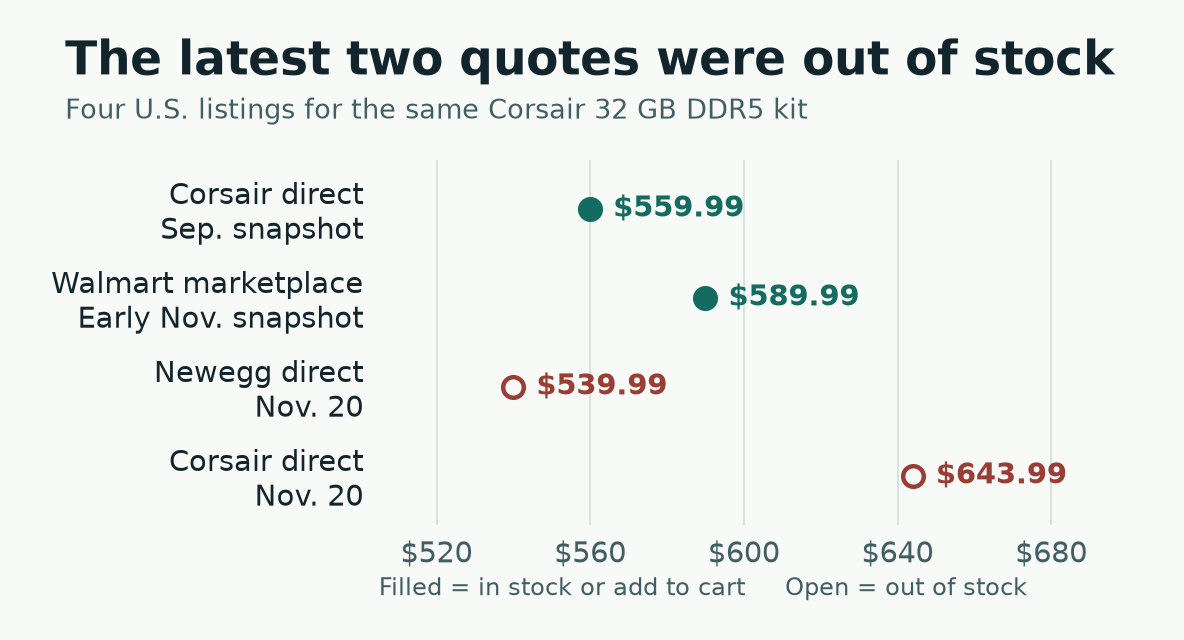 The latest two quotes were out of stock
Four U.S. listings for the same Corsair 32 GB DDR5 kit
Corsair direct
Sep. snapshot
$559.99
Walmart marketplace
Early Nov. snapshot
$589.99
Newegg direct
Nov. 20
$539.99
Corsair direct
Nov. 20
$643.99
$520 $560 $600 $640 $680
Filled = in stock or add to cart Open = out of stock